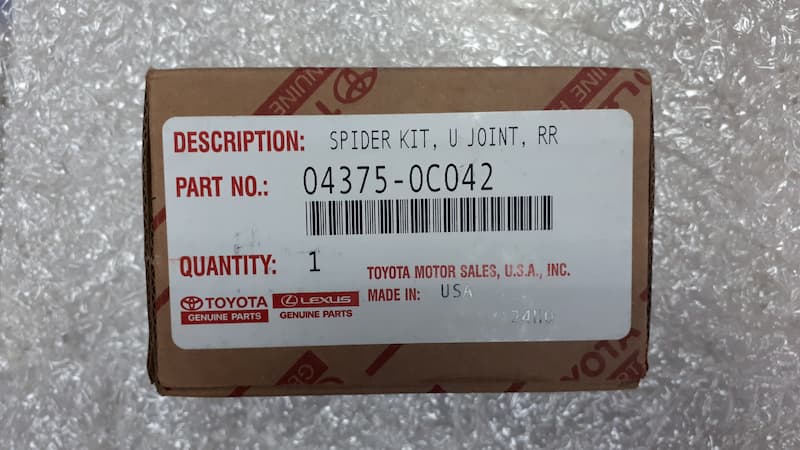 DESCRIPTION: SPIDER KIT, U JOINT, RR
PART NO.: 04375-0C042
QUANTITY: 1
TOYOTA MOTOR SALES, U.S.A., INC.
MADE IN: USA
TOYOTA LEXUS
GENUINE PARTS GENUINE PARTS
TOYOTA